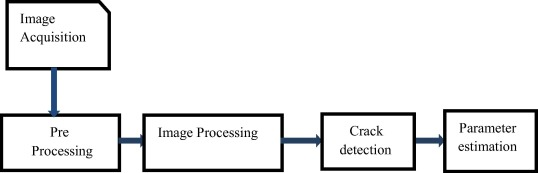 Image
Acquisition
Pre
Processing
Image Processing
Crack
detection
Parameter
estimation